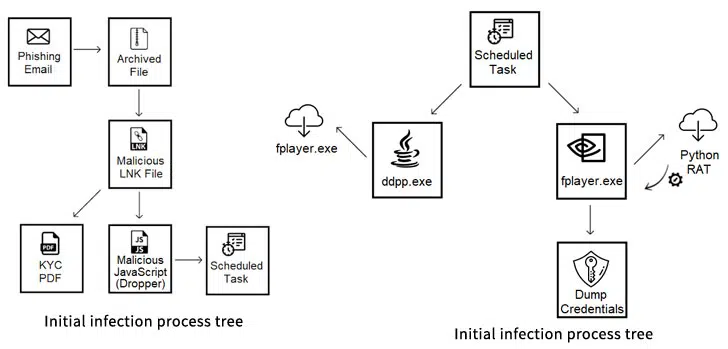 Phishing
Email
Archived
File
LNK
Malicious
LNK File
PDF
KYC
PDF
JS
JS
Malicious
JavaScript
(Dropper)
Scheduled
Task
Initial infection process tree
Scheduled
Task
fplayer.exe
ddpp.exe
fplayer.exe
Python
RAT
Dump
Credentials
Initial infection process tree